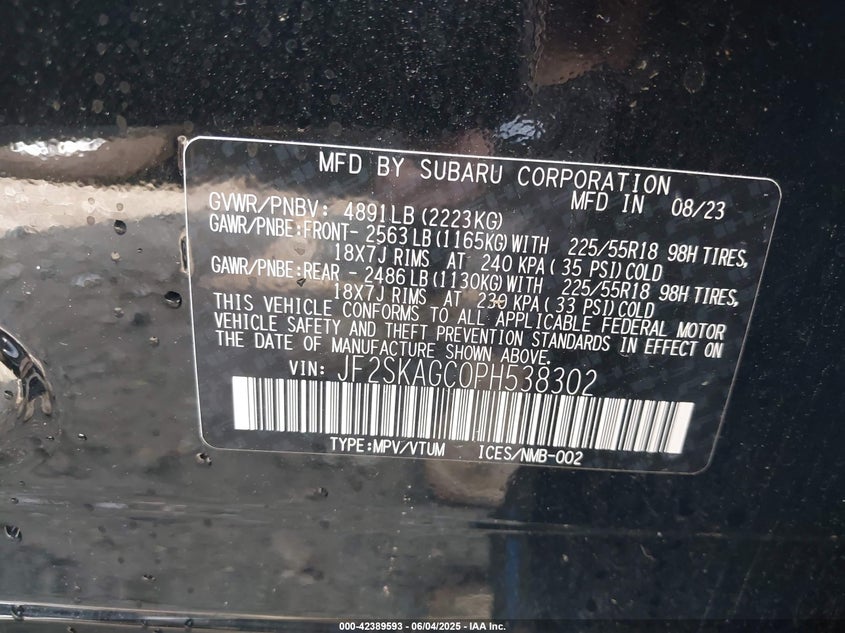 MFD BY SUBARU CORPORATION
MFD IN 08/23
GVWR/PNBV: 4891LB(2223KG)
GAWR/PNBE:FRONT- 2563LB(1165KG)WITH 225/55R18 98H TIRES,
18X7J RIMS AT 240 KPA( 35 PSI)COLD
GAWR/PNBE:REAR - 2486LB(1130KG)WITH 225/55R18 98H TIRES,
18X7J RIMS AT 230 KPA( 33 PSI)COLD
THIS VEHICLE CONFORMS TO ALL APPLICABLE FEDERAL MOTOR
VEHICLE SAFETY AND THEFT PREVENTION STANDARDS IN EFFECT ON
THE DATE OF MANUFACTURE SHOWN ABOVE.
VIN: JF2SKAGC0PH538302
TYPE:MPV/VTUM ICES/NMB-002
000-42389593 - 06/04/2025 - IAA Inc.